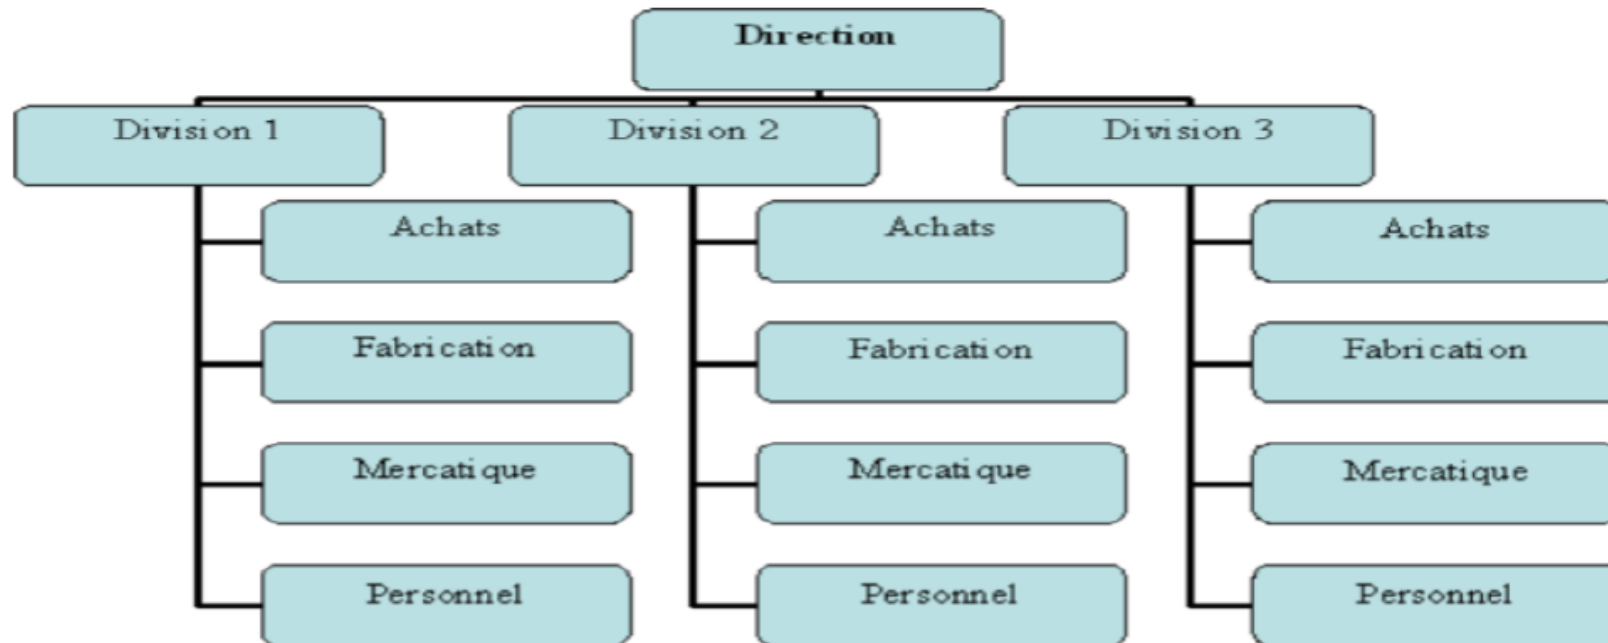 Direction
Division 1
Division 2
Division 3
Achats
Achats
Achats
Fabrication
Fabrication
Fabrication
Mercatique
Mercatique
Mercatique
Personnel
Personnel
Personnel